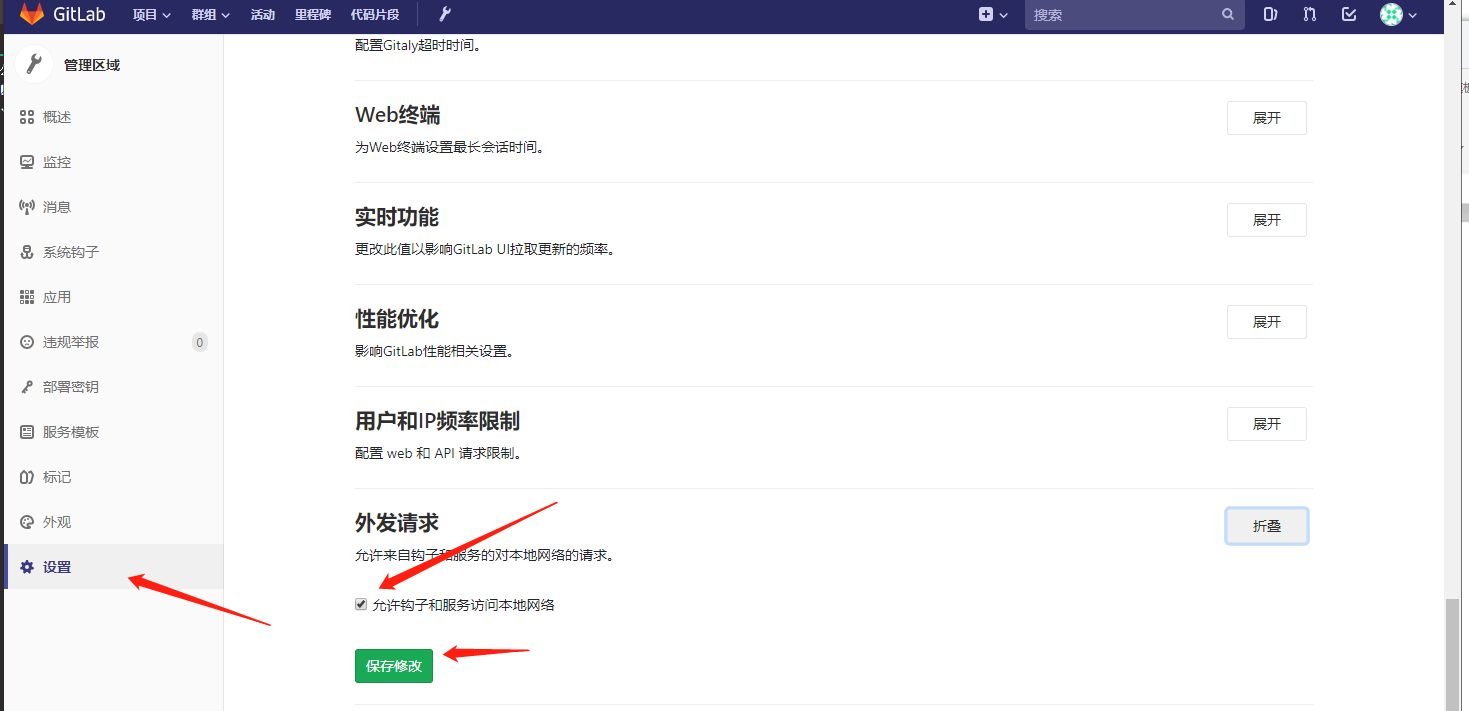 GitLab 项目 群组 活动 里程碑 代码片段 搜索
管理区域
概述
监控
消息
系统钩子
应用
违规举报 0
部署密钥
服务模板
标记
外观
设置
配置Gitaly超时时间。
Web终端 展开
为Web终端设置最长会话时间。
实时功能 展开
更改此值以影响GitLab UI拉取更新的频率。
性能优化 展开
影响GitLab性能相关设置。
用户和IP频率限制 展开
配置 web 和 API 请求限制。
外发请求 折叠
允许来自钩子和服务的对本地网络的请求。
允许钩子和服务访问本地网络
保存修改